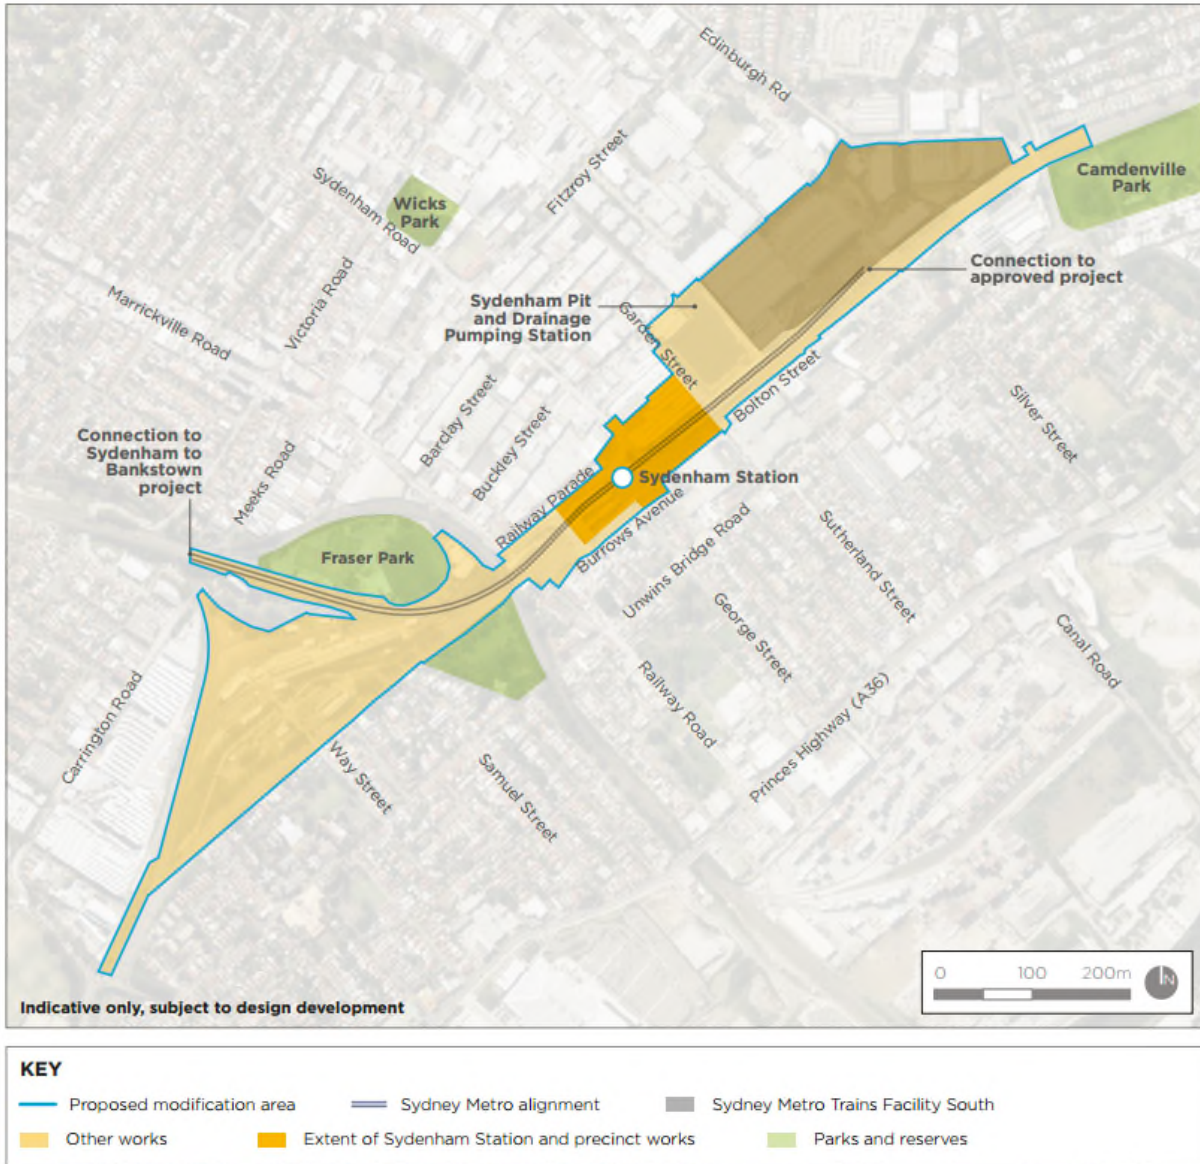 Edinburgh Rd
Fitzroy Street
Camdenville
Park
Sydenham Road
Wicks
Park
Connection to
approved project
Victoria Road
Marrickville Road
Sydenham Pit
and Drainage
Pumping Station
Garden Street
Bolton Street
Silver Street
Barclay Street
Buckley Street
Connection to
Sydenham to
Bankstown
project
Meeks Road
Railway Parade
Sydenham Station
Burrows Avenue
Unwins Bridge Road
Sutherland Street
Fraser Park
George Street
Canal Road
Railway Road
Princes Highway (A36)
Carrington Road
Way Street
Samuel Street
0 100 200m
N
Indicative only, subject to design development
KEY
Proposed modification area
Sydney Metro alignment
Sydney Metro Trains Facility South
Other works
Extent of Sydenham Station and precinct works
Parks and reserves